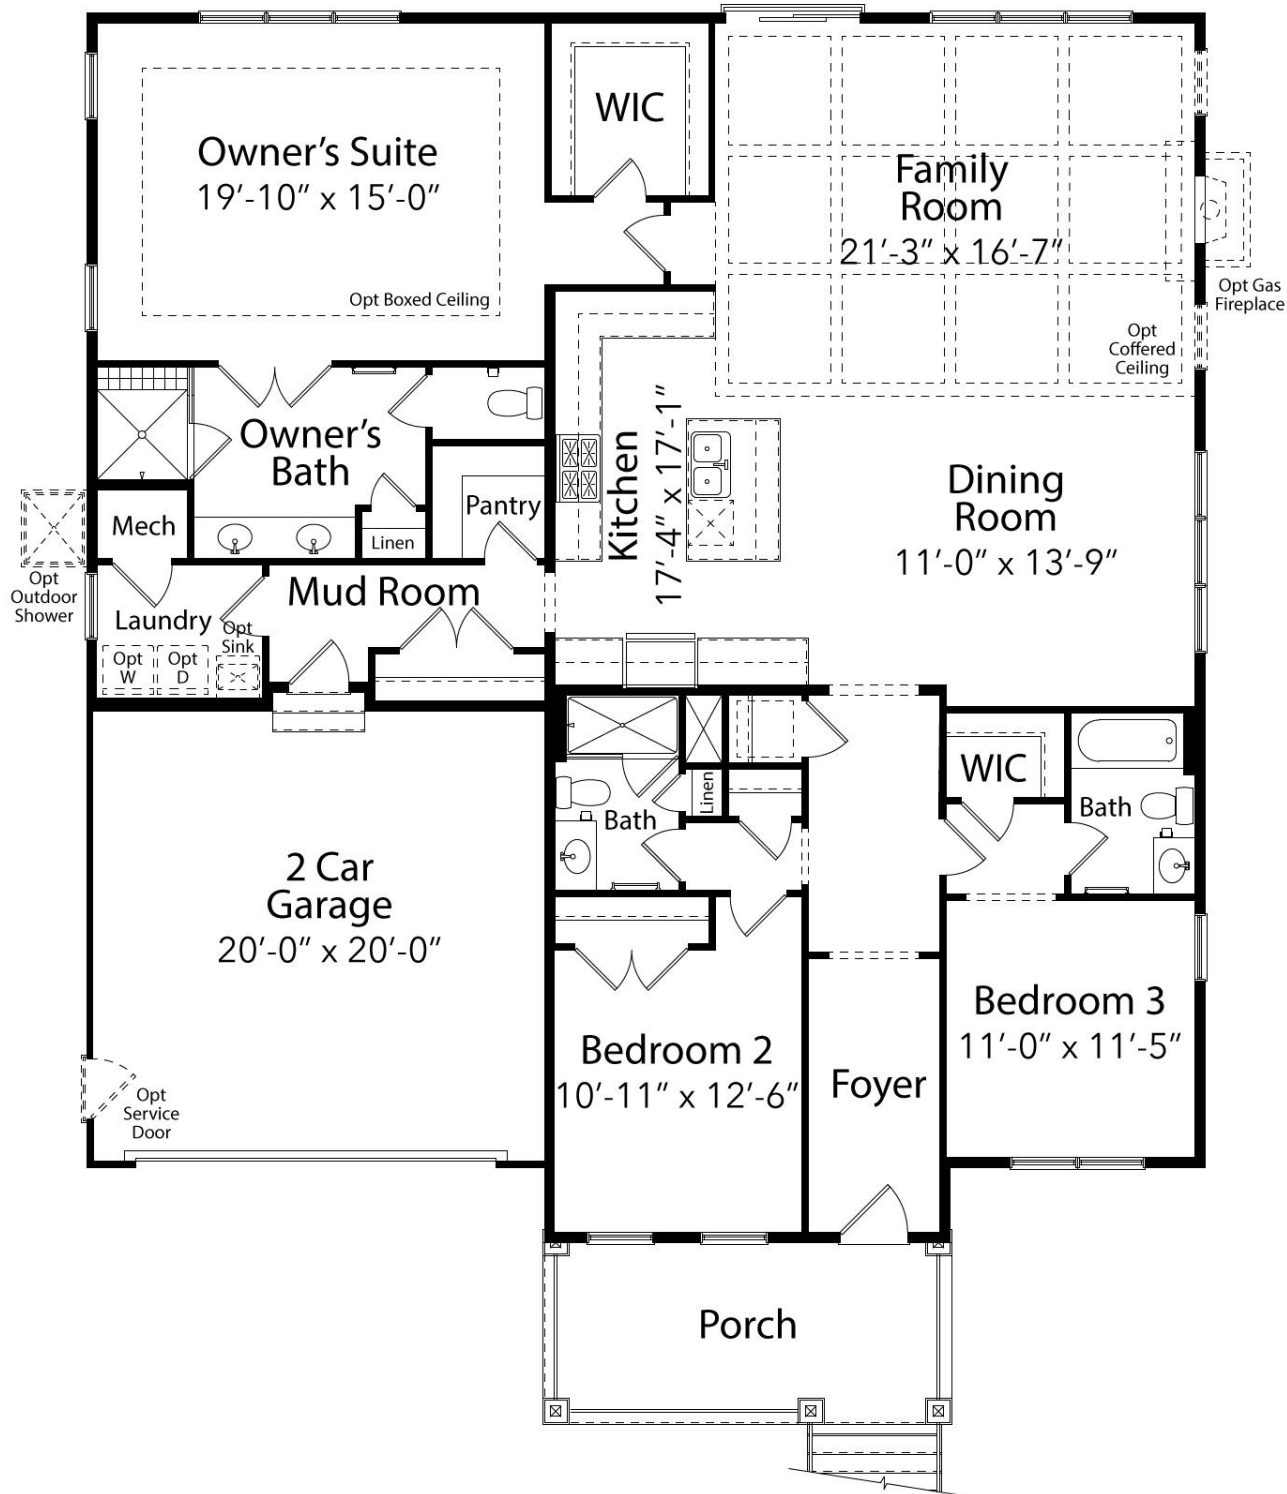 WIC
Owner’s Suite
19’-10” x 15’-0”
Opt Boxed Ceiling
Family
Room
21’-3” x 16’-7”
Opt Gas
Fireplace
Opt
Coffered
Ceiling
Owner’s
Bath
Kitchen
17’-4” x 17’-1”
Dining
Room
11’-0” x 13’-9”
Pantry
Mech
Linen
Opt
Outdoor
Shower
Mud Room
Laundry
Opt
Sink
Opt
W
Opt
D
WIC
Linen
Bath
Bath
2 Car
Garage
20’-0” x 20’-0”
Bedroom 3
11’-0” x 11’-5”
Bedroom 2
10’-11” x 12’-6”
Foyer
Opt
Service
Door
Porch